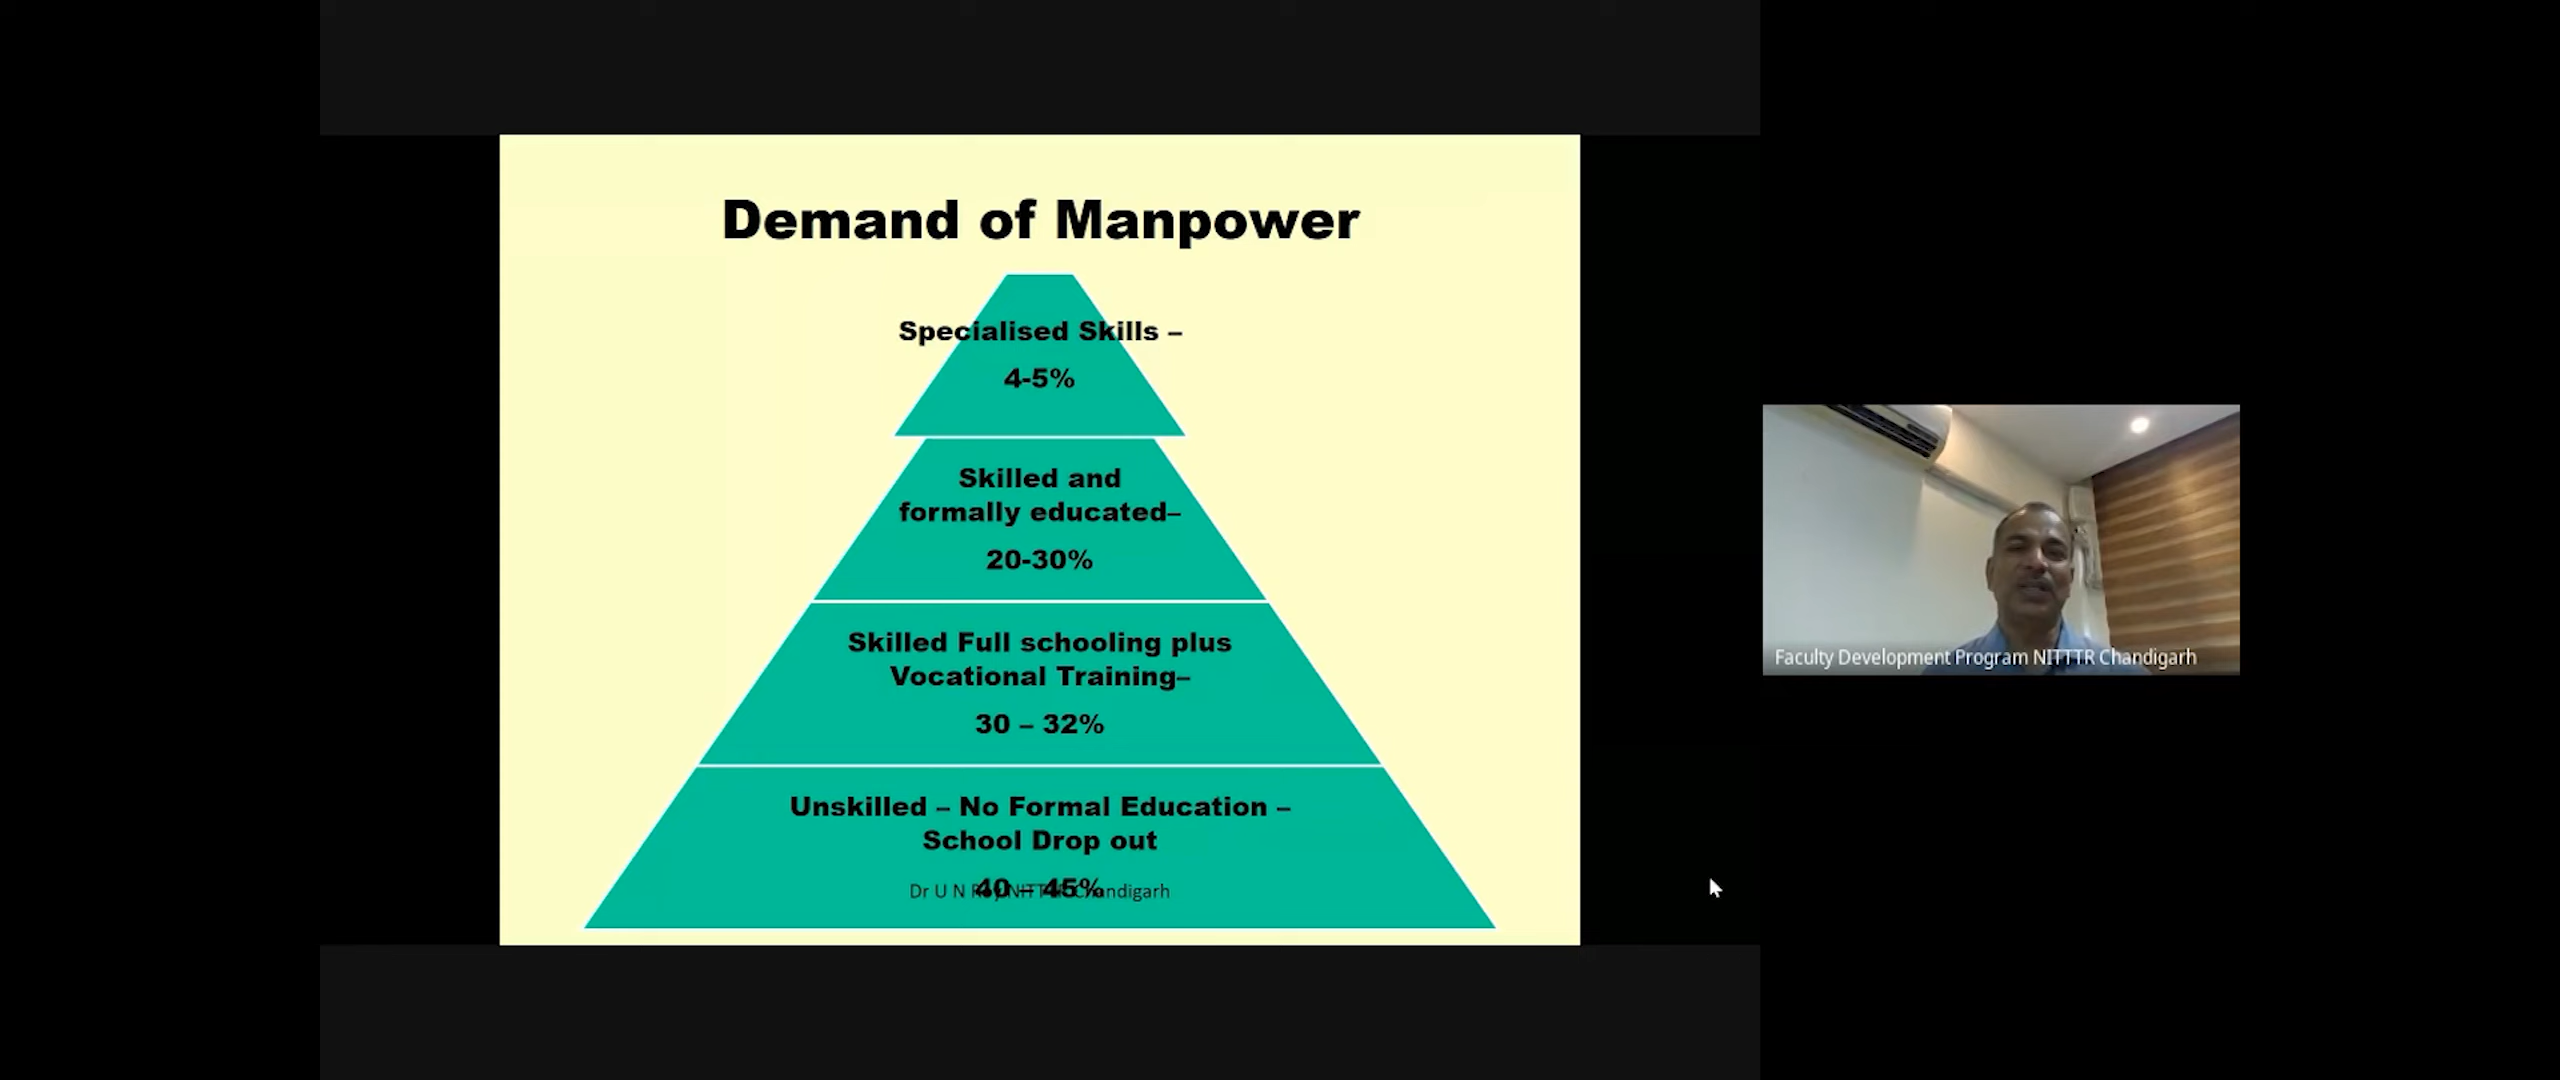 Demand of Manpower
Specialised Skills –
4-5%
Skilled and
formally educated–
20-30%
Skilled Full schooling plus
Vocational Training–
30 – 32%
Unskilled – No Formal Education –
School Drop out
40 – 45%
Dr U N Roy NITTTR Chandigarh
Faculty Development Program NITTTR Chandigarh